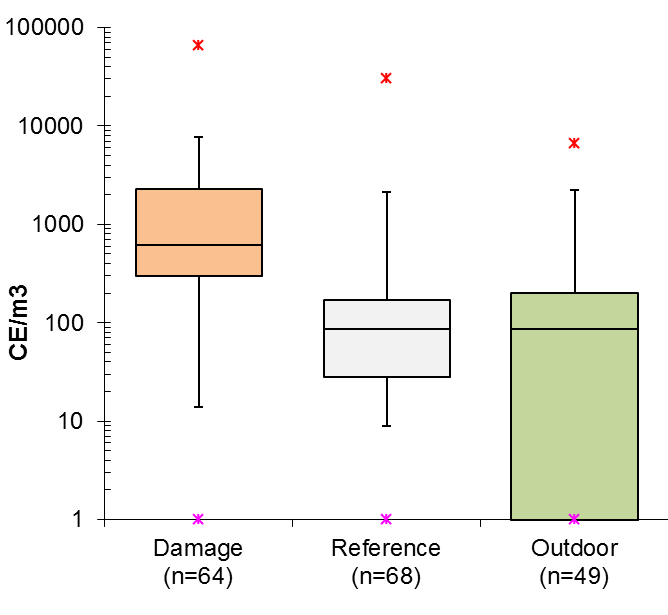 100000
10000
1000
100
10
1
CE/m3
Damage
(n=64)
Reference
(n=68)
Outdoor
(n=49)